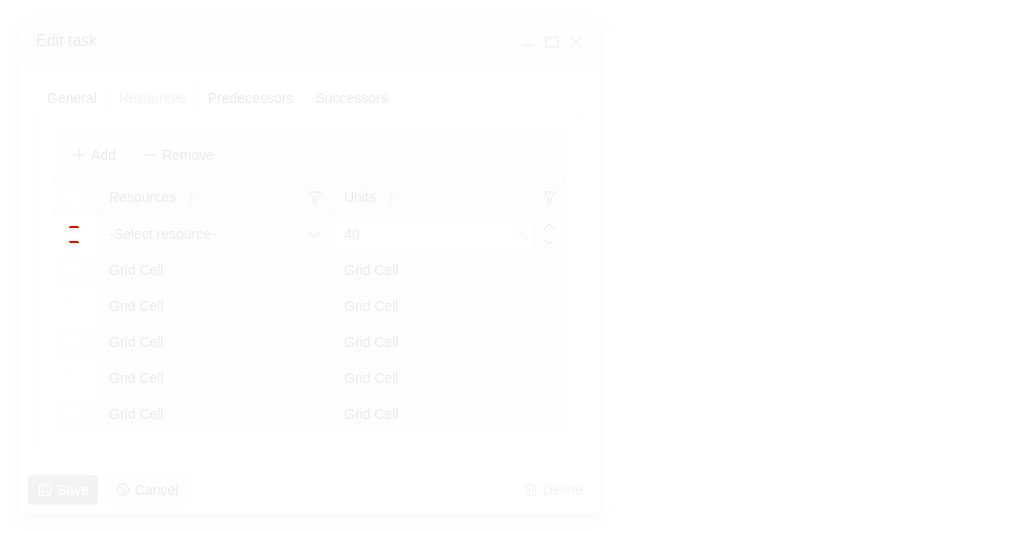 Edit task
General Resources Predecessors Successors
Add Remove
Resources Units
-Select resource- 40
Grid Cell Grid Cell
Grid Cell Grid Cell
Grid Cell Grid Cell
Grid Cell Grid Cell
Grid Cell Grid Cell
Save Cancel Delete